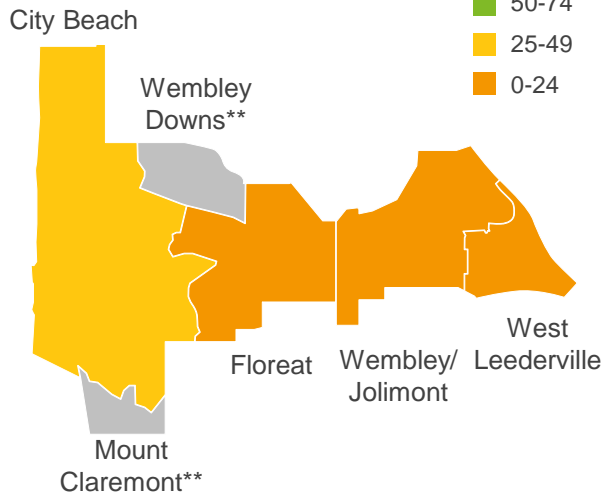 50-74
City Beach
25-49
0-24
Wembley
Downs**
Floreat
Wembley/
Jolimont
West
Leederville
Mount
Claremont**